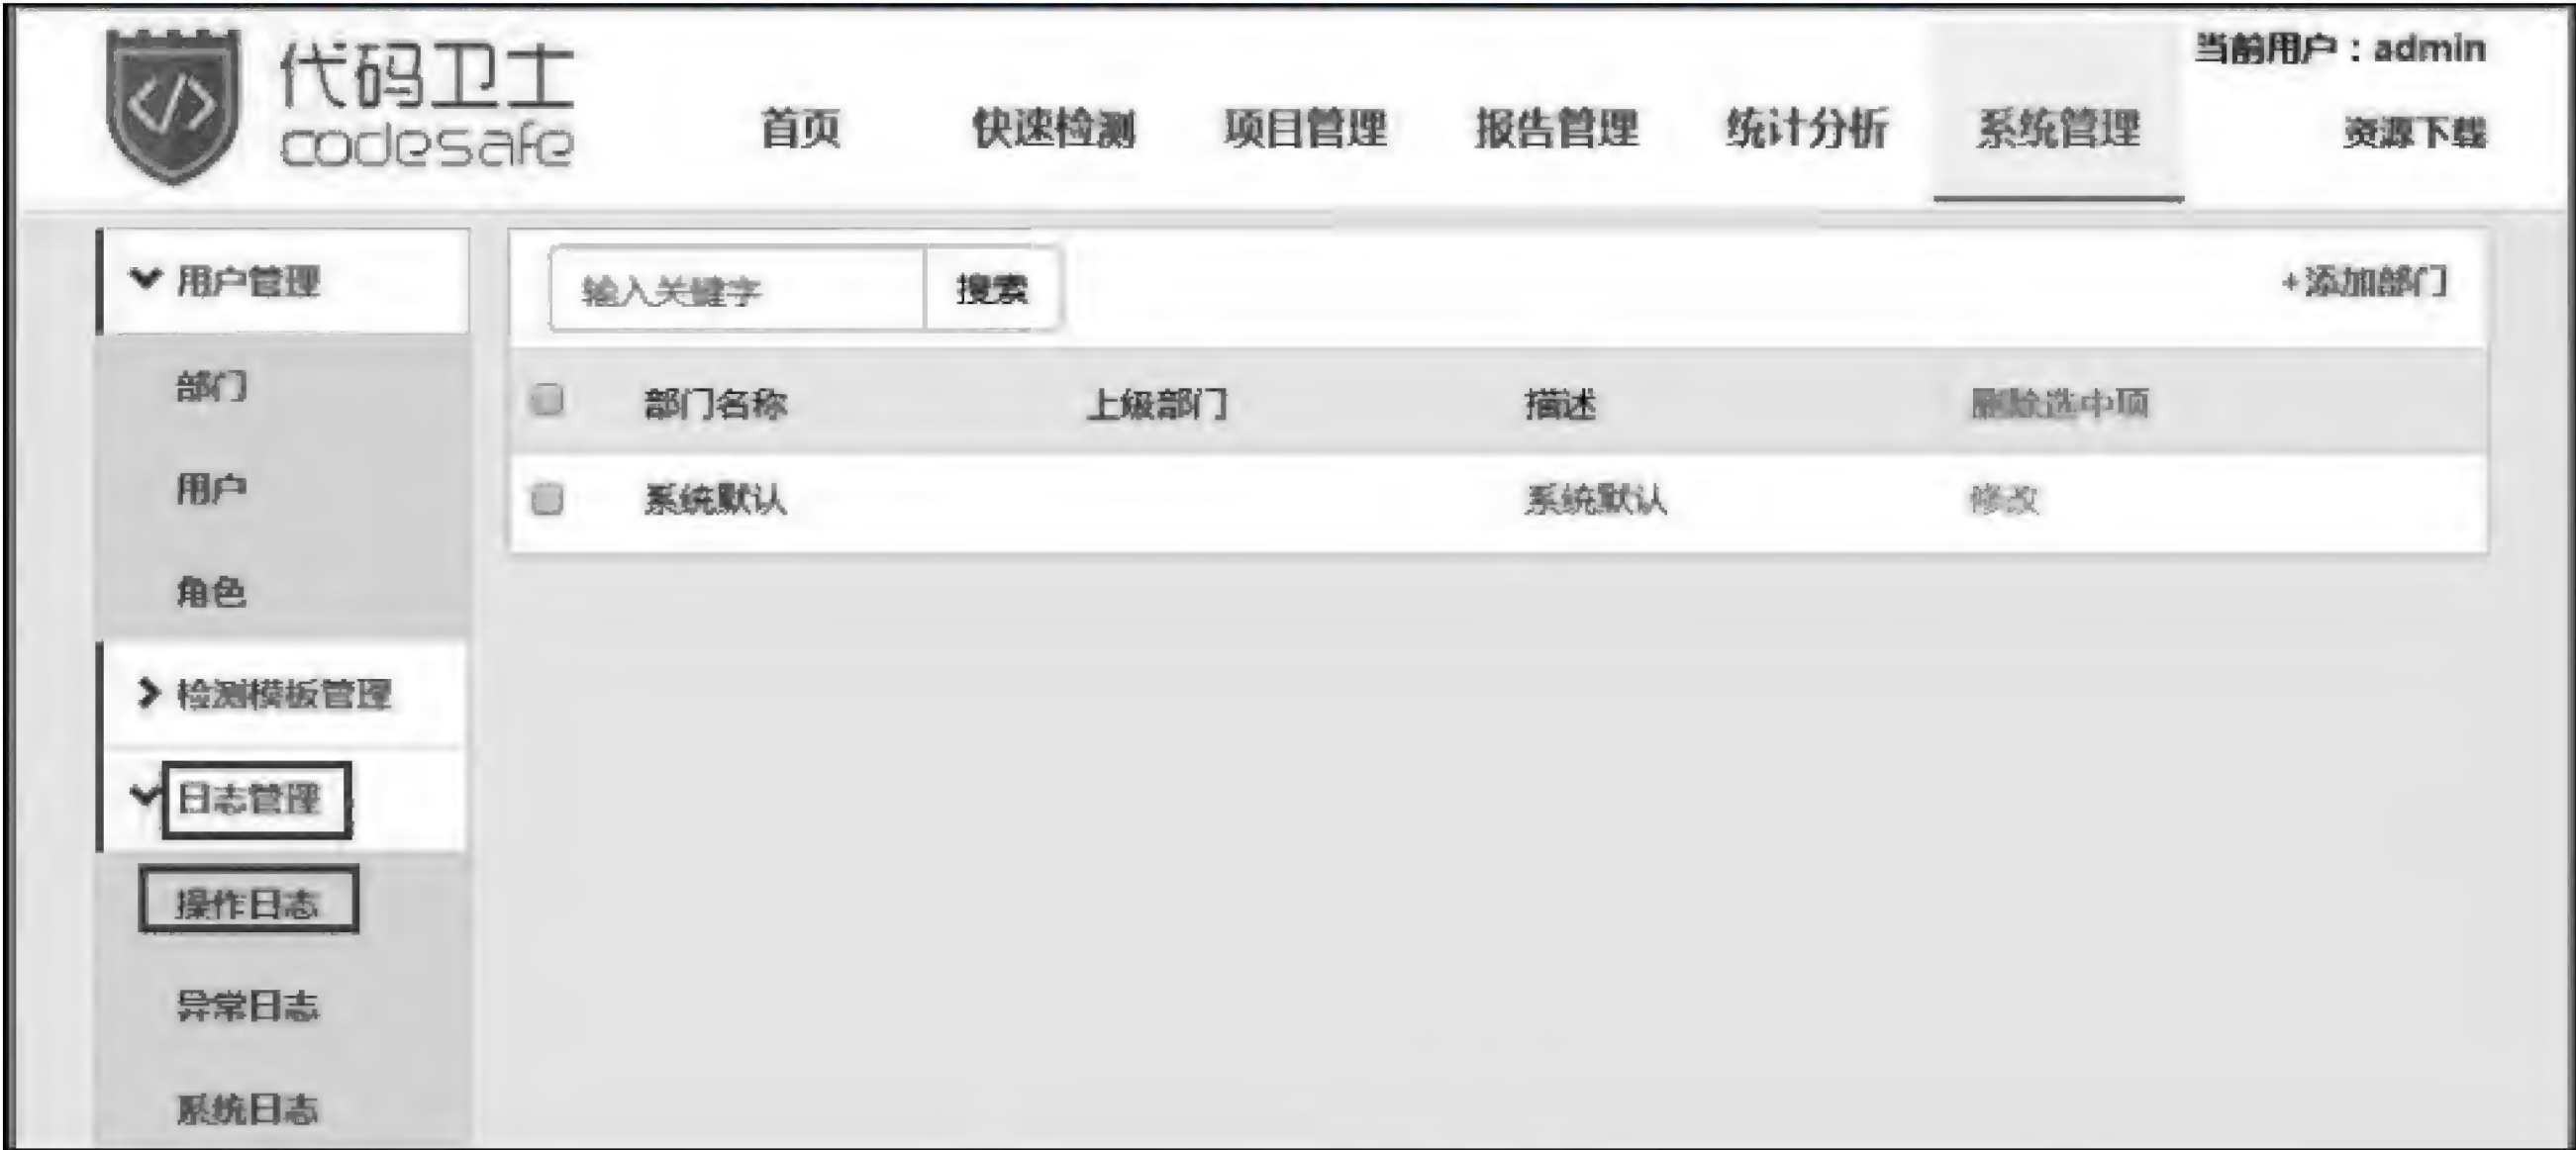 代码卫士
codesafe
首页 快速检测 项目管理 报告管理 统计分析 系统管理
当前用户：admin
资源下载
用户管理
部门
用户
角色
检测模板管理
日志管理
操作日志
异常日志
系统日志
输入关键字 搜索 +添加部门
部门名称 上级部门 描述 删除选中项
系统默认 系统默认 修改